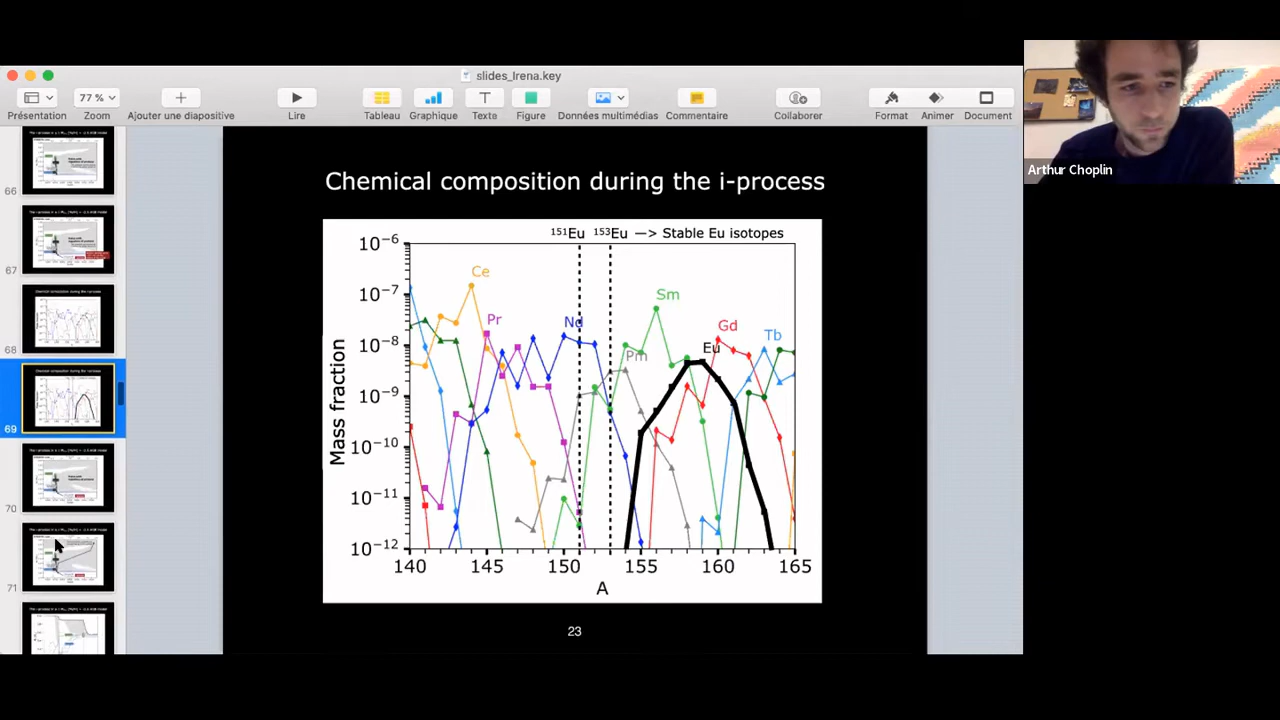 slides_Irena.key
77 %
Présentation
Zoom
Ajouter une diapositive
Lire
Tableau
Graphique
Texte
Figure
Données multimédias
Commentaire
Collaborer
Format
Animer
Document
Arthur Choplin
66
67
68
69
70
71
Chemical composition during the i-process
151Eu 153Eu —> Stable Eu isotopes
10−6
10−7
10−8
10−9
10−10
10−11
10−12
Mass fraction
Ce
Pr
Nd
Pm
Sm
Eu
Gd
Tb
140
145
150
155
160
165
A
23